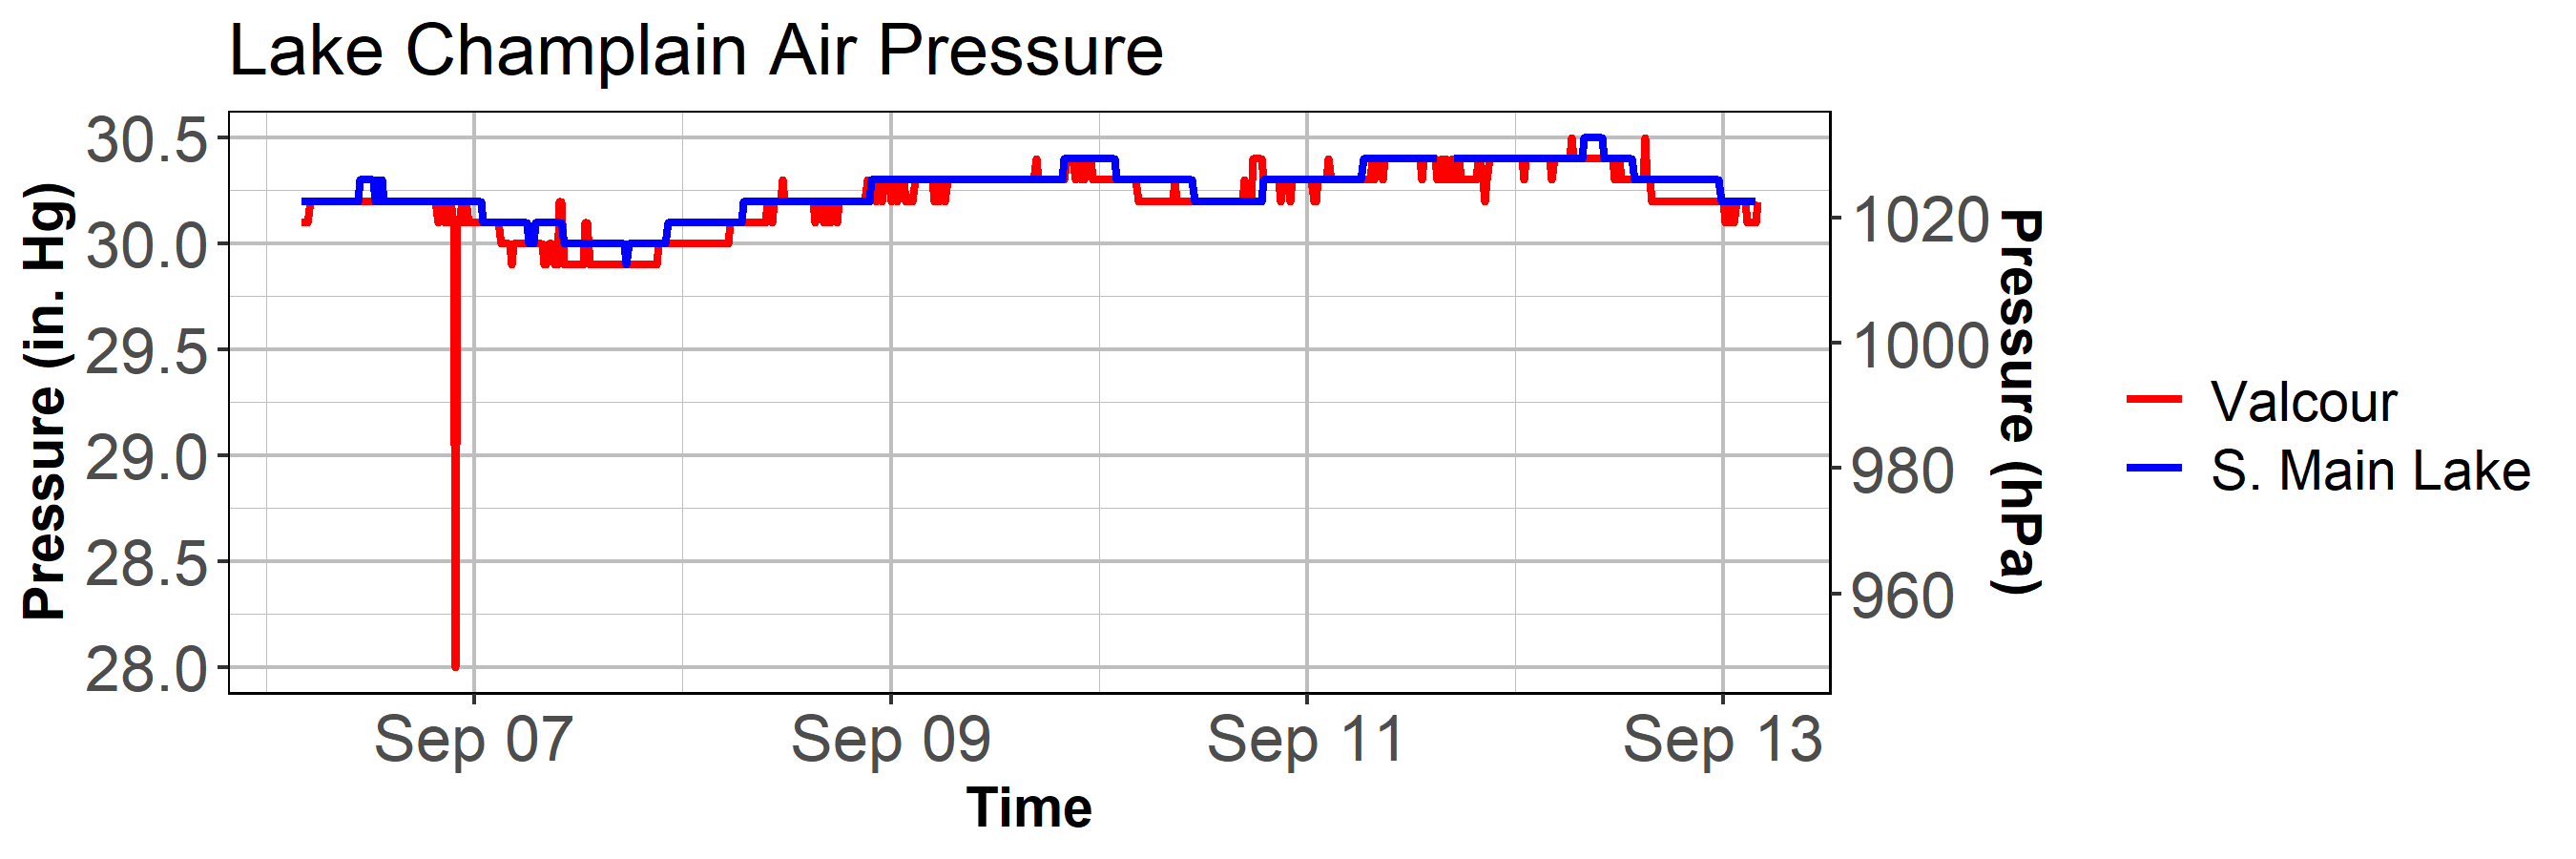 Lake Champlain Air Pressure
Pressure (in. Hg)
30.5
30.0
29.5
29.0
28.5
28.0
1020
1000
980
960
Pressure (hPa)
Valcour
S. Main Lake
Sep 07
Sep 09
Sep 11
Sep 13
Time